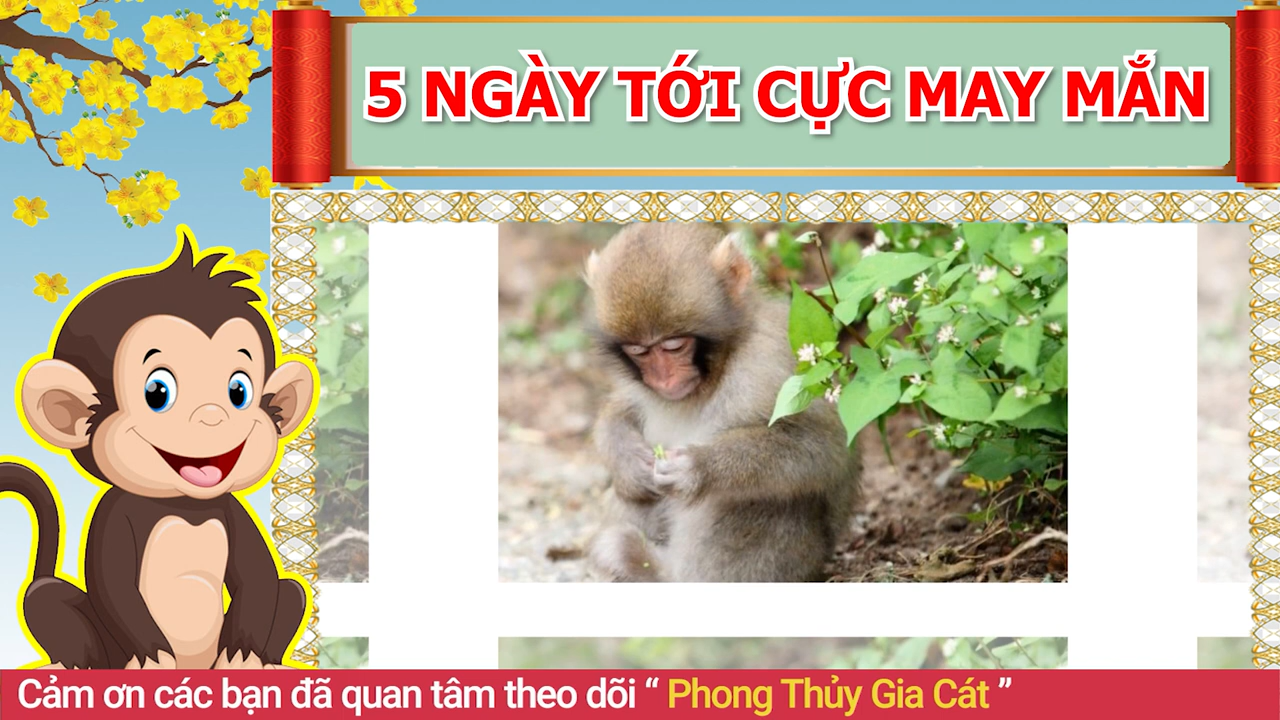 5 NGÀY TỚI CỰC MAY MẮN
Cảm ơn các bạn đã quan tâm theo dõi “ Phong Thủy Gia Cát ”